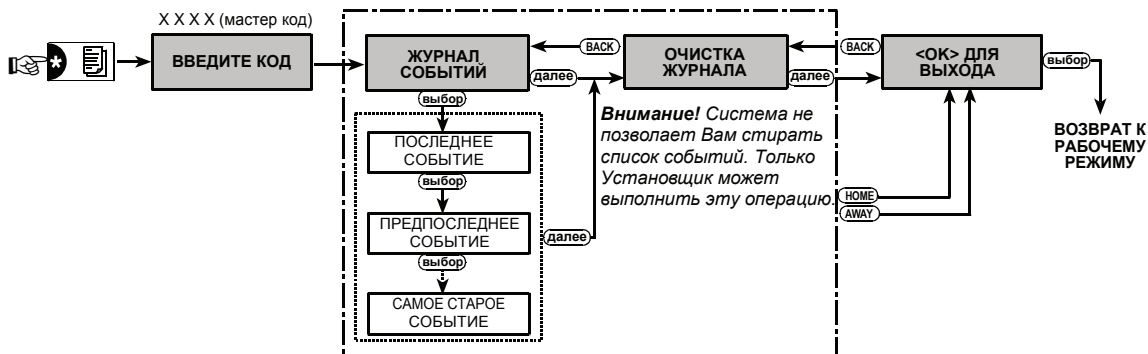 X X X X (мастер код)
*
ВВЕДИТЕ КОД
ЖУРНАЛ
СОБЫТИЙ
BACK
далее
ОЧИСТКА
ЖУРНАЛА
BACK
далее
<OK> ДЛЯ
ВЫХОДА
выбор
ВОЗВРАТ К
РАБОЧЕМУ
РЕЖИМУ
выбор
ПОСЛЕДНЕЕ
СОБЫТИЕ
выбор
ПРЕДПОСЛЕДНЕЕ
СОБЫТИЕ
далее
выбор
САМОЕ СТАРОЕ
СОБЫТИЕ
Внимание! Система не
позволяет Вам стирать
список событий. Только
Установщик может
выполнить эту операцию.
HOME
AWAY